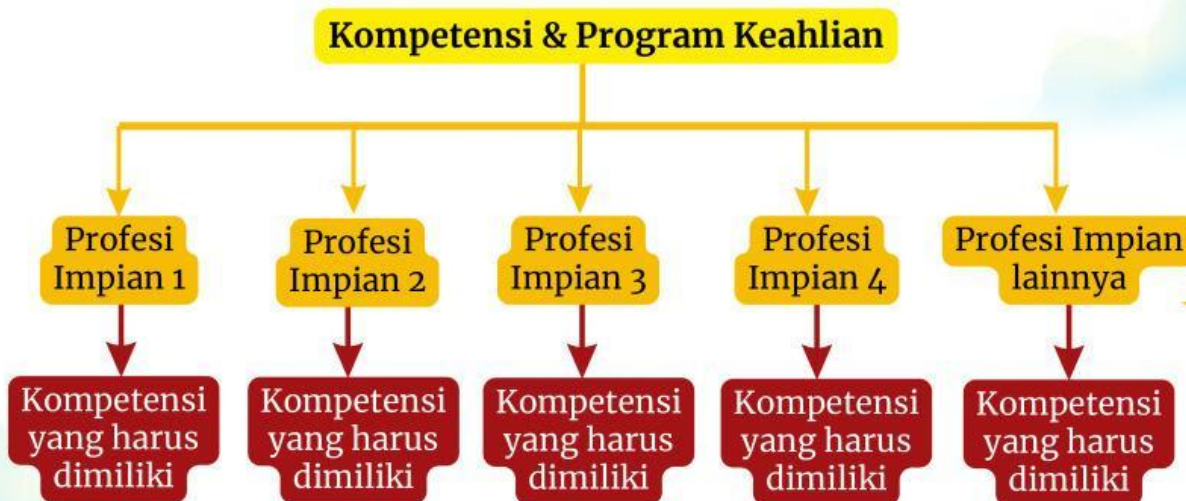 Kompetensi & Program Keahlian
Profesi
Impian 1
Profesi
Impian 2
Profesi
Impian 3
Profesi
Impian 4
Profesi Impian
lainnya
Kompetensi
yang harus
dimiliki
Kompetensi
yang harus
dimiliki
Kompetensi
yang harus
dimiliki
Kompetensi
yang harus
dimiliki
Kompetensi
yang harus
dimiliki